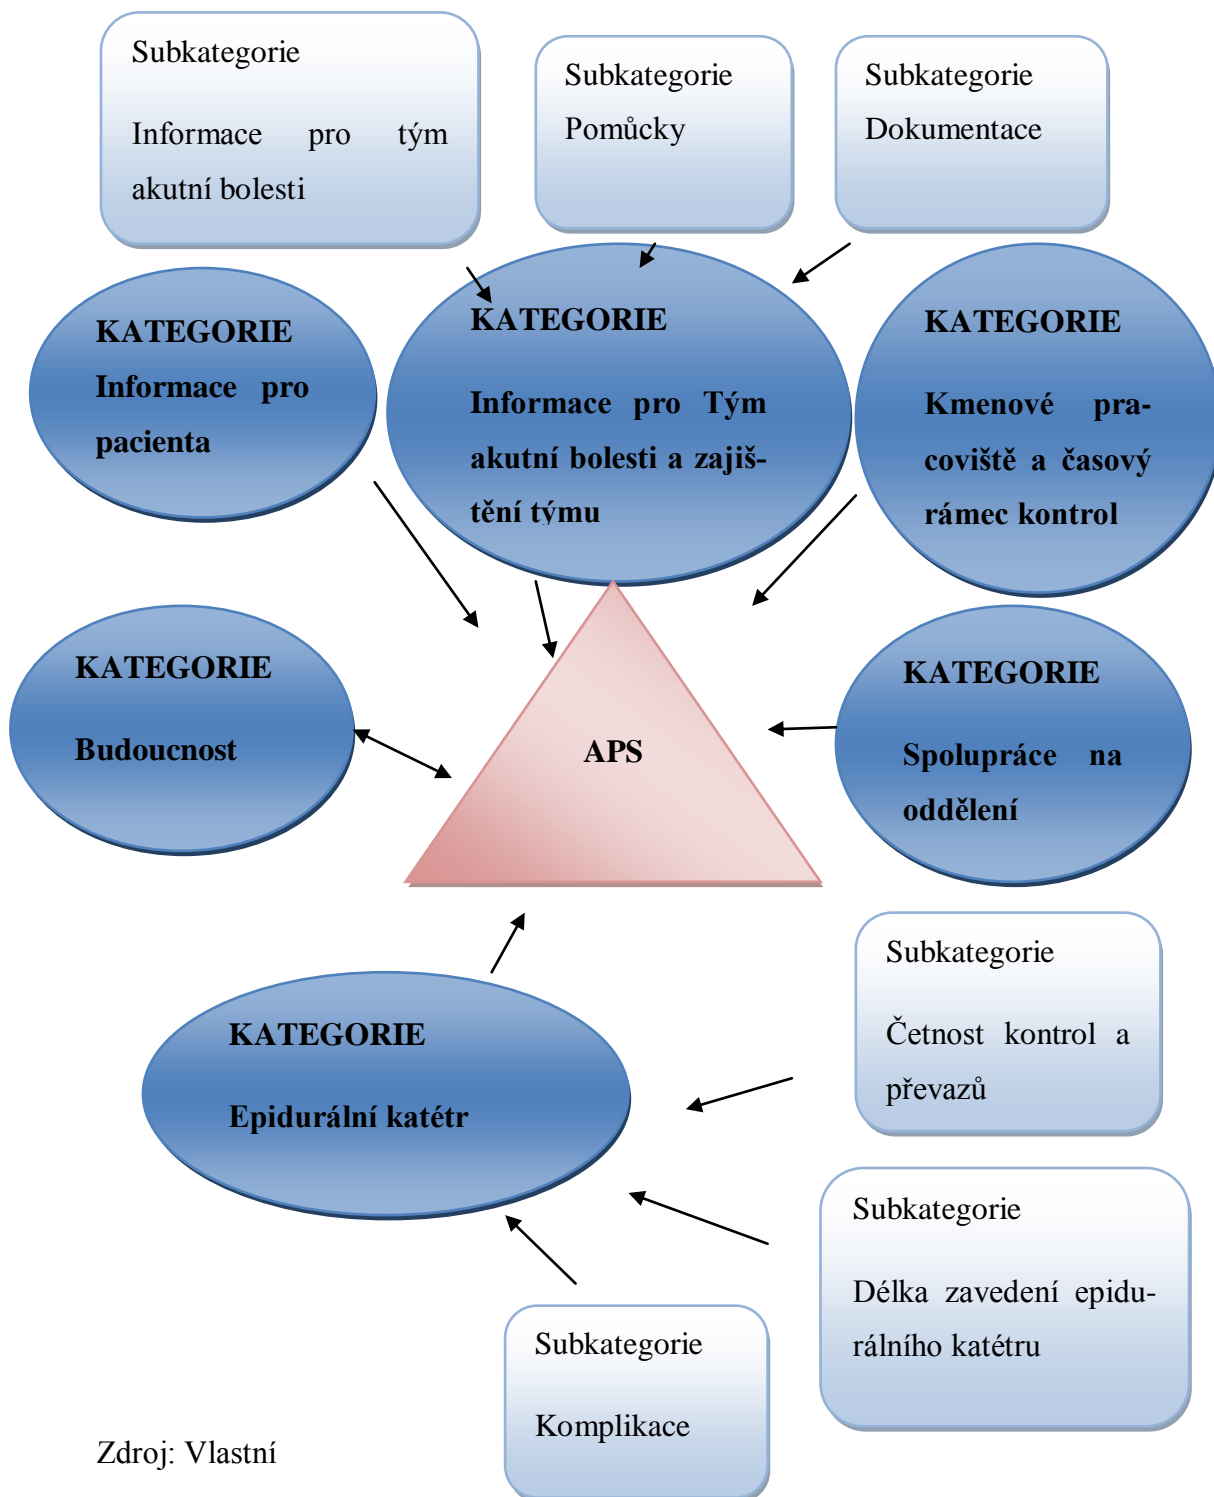 Subkategorie
Informace pro tým
akutní bolesti
Subkategorie
Pomůcky
Subkategorie
Dokumentace
KATEGORIE
Informace pro
pacienta
KATEGORIE
Informace pro Tým
akutní bolesti a zajiš-
tění týmu
KATEGORIE
Kmenové pra-
coviště a časový
rámec kontrol
KATEGORIE
Budoucnost
APS
KATEGORIE
Spolupráce na
oddělení
KATEGORIE
Epidurální katétr
Subkategorie
Četnost kontrol a
převazů
Subkategorie
Délka zavedení epidu-
rálního katétru
Subkategorie
Komplikace
Zdroj: Vlastní